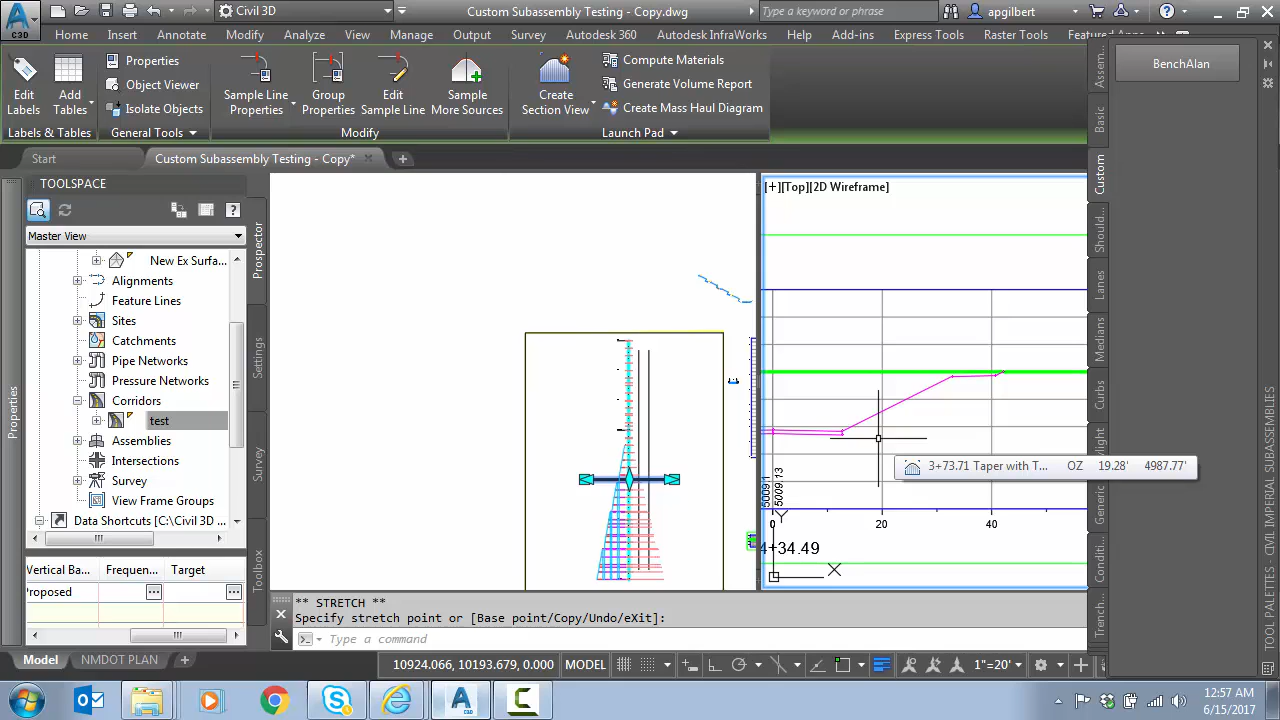 C3D
Civil 3D
Custom Subassembly Testing - Copy.dwg
Type a keyword or phrase
apgilbert
Home
Insert
Annotate
Modify
Analyze
View
Manage
Output
Survey
Autodesk 360
Autodesk InfraWorks
Help
Add-ins
Express Tools
Raster Tools
Featured Apps
Edit
Labels
Add
Tables
Properties
Object Viewer
Isolate Objects
Sample Line
Properties
Group
Properties
Edit
Sample Line
Sample
More Sources
Create
Section View
Compute Materials
Generate Volume Report
Create Mass Haul Diagram
Labels & Tables
General Tools
Modify
Launch Pad
BenchAlan
Assem...
Basic
Custom
Should...
Lanes
Medians
Curbs
Generic
Conditi...
Trench...
TOOL PALETTES - CIVIL IMPERIAL SUBASSEMBLIES
Start
Custom Subassembly Testing - Copy*
TOOLSPACE
Master View
New Ex Surfa...
Alignments
Feature Lines
Sites
Catchments
Pipe Networks
Pressure Networks
Corridors
test
Assemblies
Intersections
Survey
View Frame Groups
Data Shortcuts [C:\Civil 3D
Prospector
Settings
Survey
Toolbox
Properties
Vertical Ba...
Frequen...
Target
[+][Top][2D Wireframe]
3+73.71 Taper with T...
OZ
19.28'
4987.77'
5009.13
0
20
40
Y
4+34.49
X
** STRETCH **
Specify stretch point or [Base point/Copy/Undo/eXit]:
Type a command
Model
NMDOT PLAN
10924.066, 10193.679, 0.000
MODEL
1"=20'
12:57 AM
6/15/2017